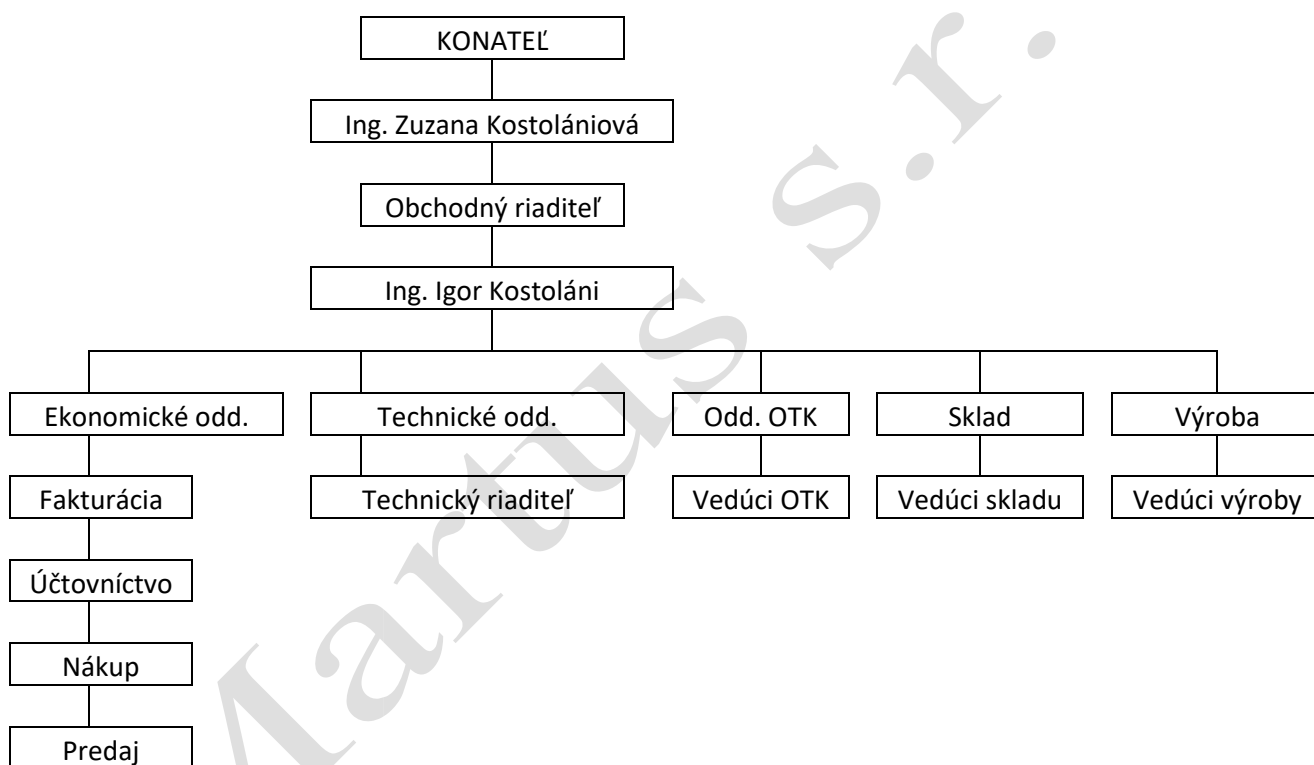 KONATEĽ
Ing. Zuzana Kostolániová
Obchodný riaditeľ
Ing. Igor Kostoláni
Ekonomické odd.
Technické odd.
Odd. OTK
Sklad
Výroba
Fakturácia
Technický riaditeľ
Vedúci OTK
Vedúci skladu
Vedúci výroby
Účtovníctvo
Nákup
Predaj
Martus s.r.